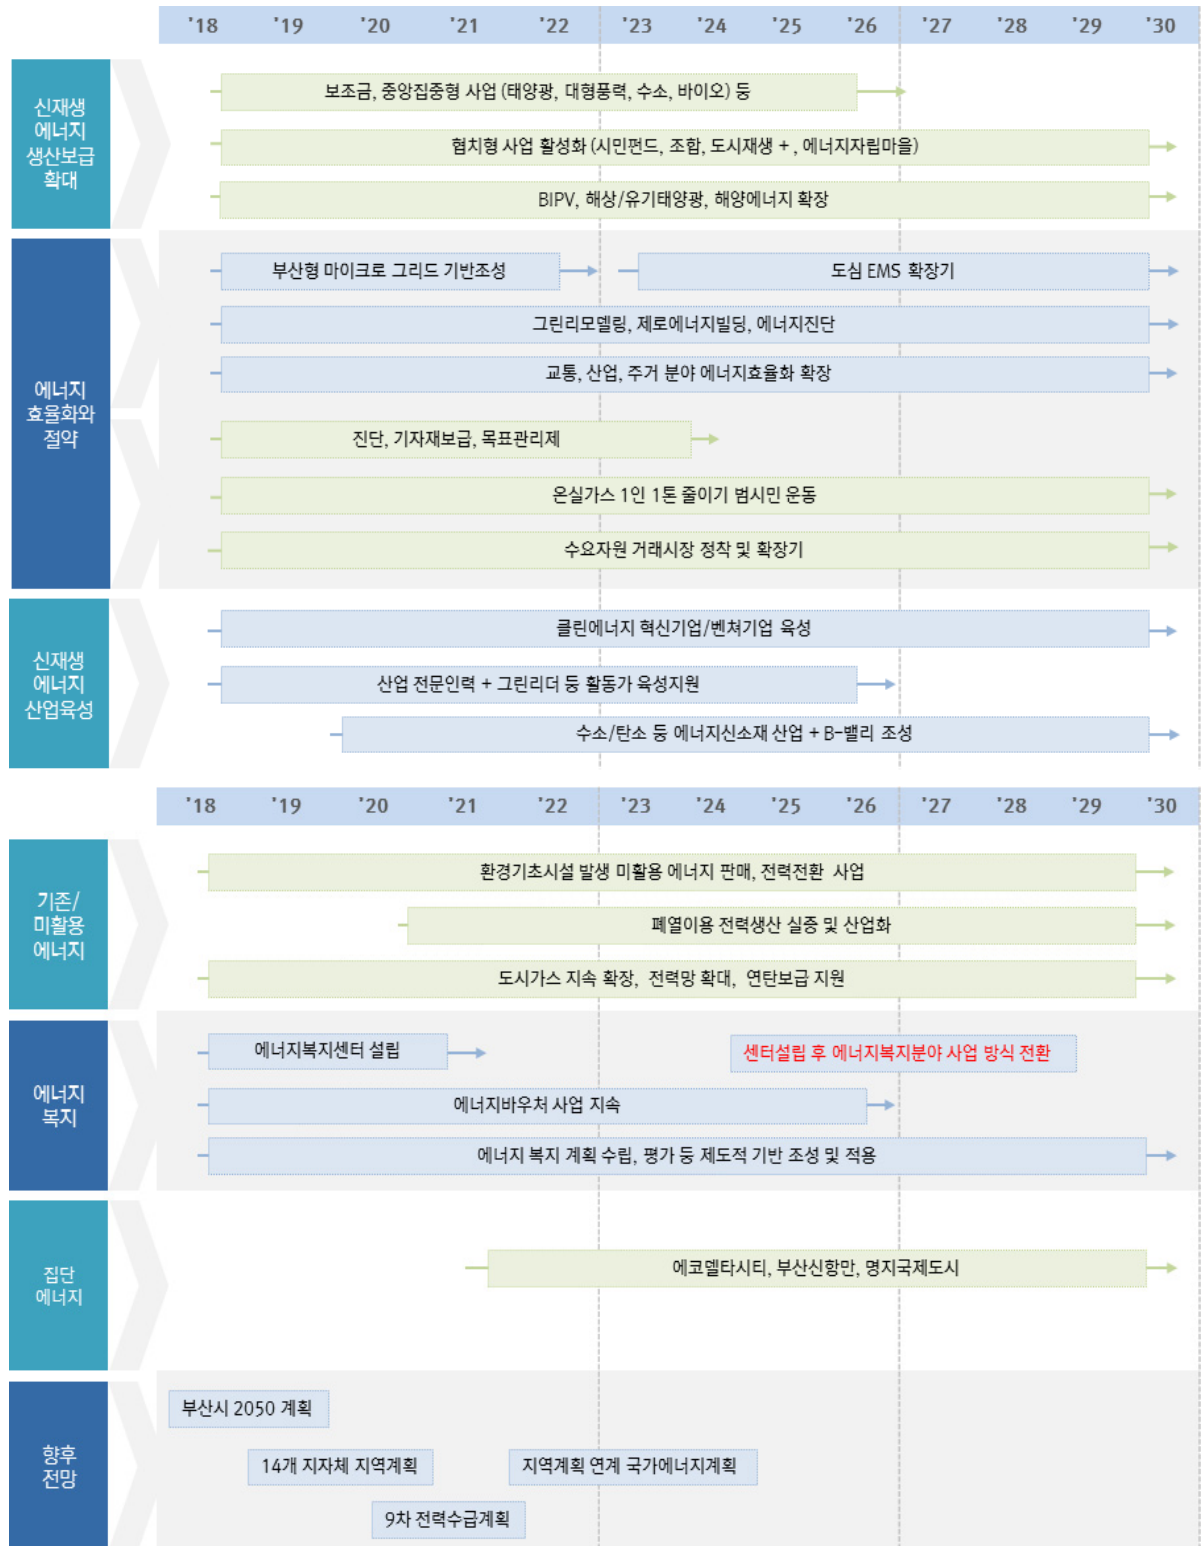 '18 '19 '20 '21 '22 '23 '24 '25 '26 '27 '28 '29 '30
신재생
에너지
생산보급
확대
보조금, 중앙집중형 사업 (태양광, 대형풍력, 수소, 바이오) 등
협치형 사업 활성화 (시민펀드, 조합, 도시재생 + , 에너지자립마을)
BIPV, 해상/유기태양광, 해양에너지 확장
에너지
효율화와
절약
부산형 마이크로 그리드 기반조성
도심 EMS 확장기
그린리모델링, 제로에너지빌딩, 에너지진단
교통, 산업, 주거 분야 에너지효율화 확장
진단, 기자재보급, 목표관리제
온실가스 1인 1톤 줄이기 범시민 운동
수요자원 거래시장 정착 및 확장기
신재생
에너지
산업육성
클린에너지 혁신기업/벤쳐기업 육성
산업 전문인력 + 그린리더 등 활동가 육성지원
수소/탄소 등 에너지신소재 산업 + B-밸리 조성
'18 '19 '20 '21 '22 '23 '24 '25 '26 '27 '28 '29 '30
기존/
미활용
에너지
환경기초시설 발생 미활용 에너지 판매, 전력전환 사업
폐열이용 전력생산 실증 및 산업화
도시가스 지속 확장, 전력망 확대, 연탄보급 지원
에너지
복지
에너지복지센터 설립
센터설립 후 에너지복지분야 사업 방식 전환
에너지바우처 사업 지속
에너지 복지 계획 수립, 평가 등 제도적 기반 조성 및 적용
집단
에너지
에코델타시티, 부산신항만, 명지국제도시
향후
전망
부산시 2050 계획
14개 지자체 지역계획
지역계획 연계 국가에너지계획
9차 전력수급계획